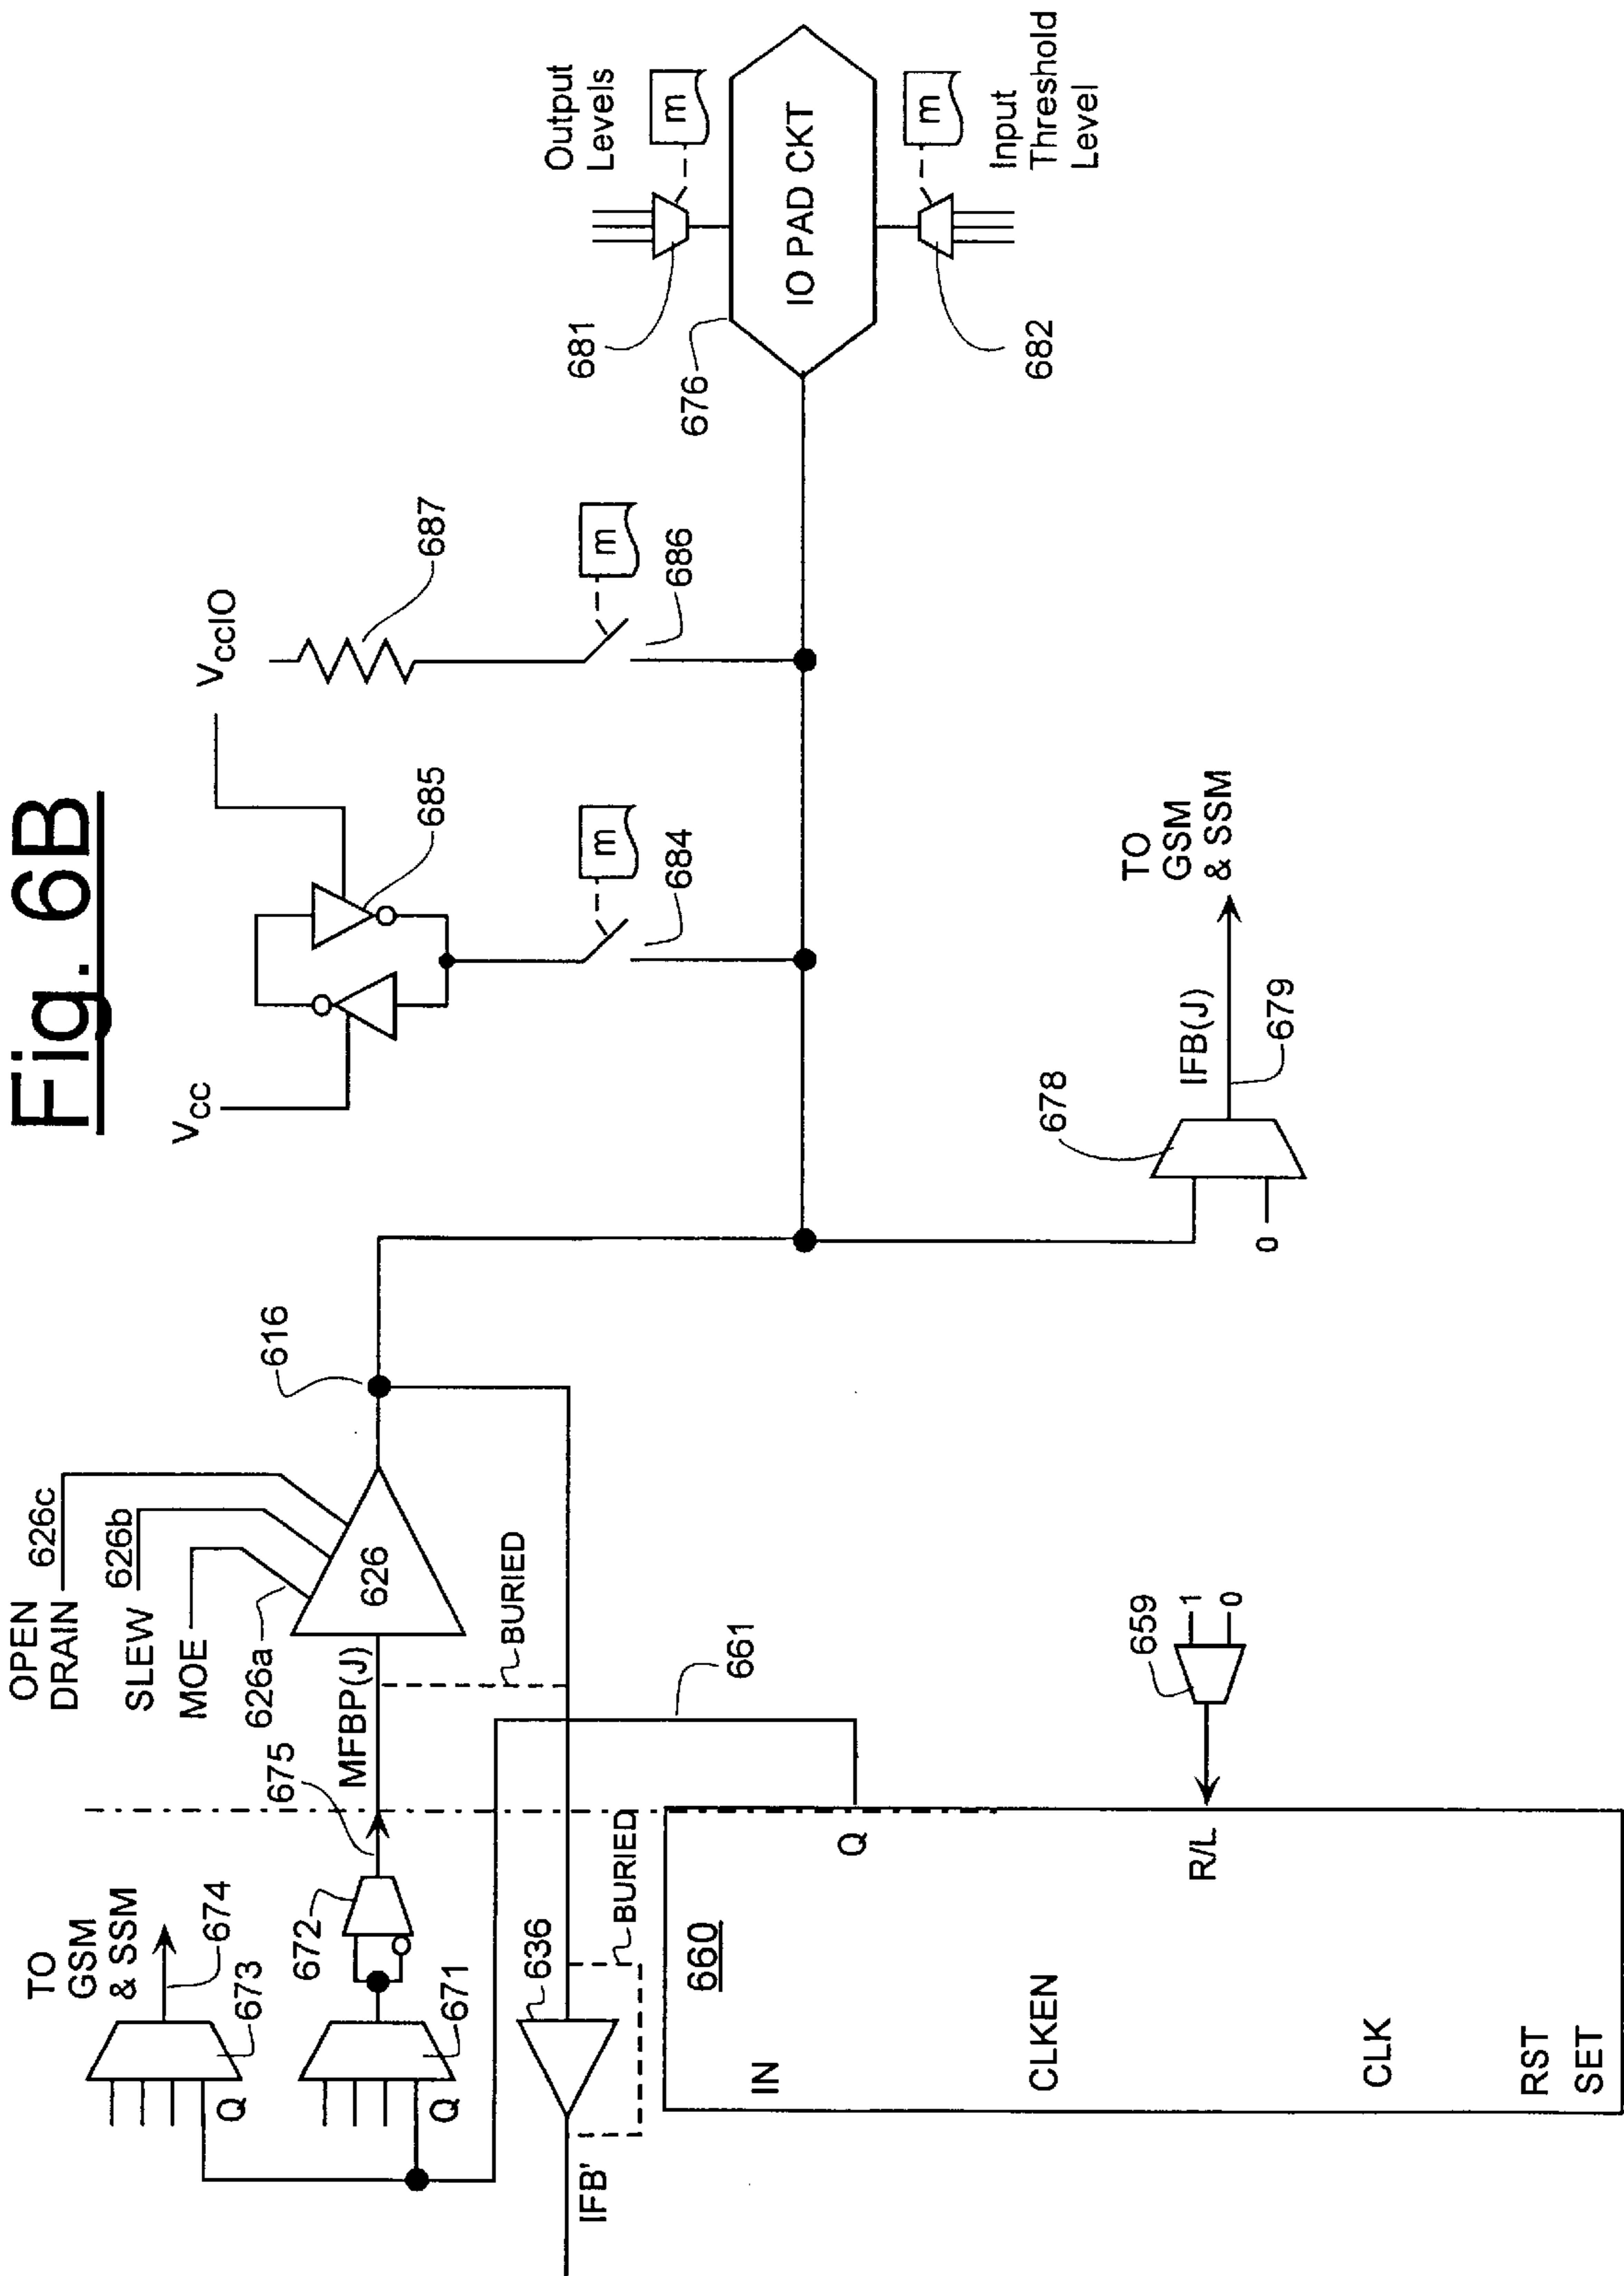 Fig. 6B
OPEN
DRAIN
626c
SLEW
626b
MOE
626a
626
616
TO
GSM
& SSM
674
673
Q
672
671
Q
675
MFBP(J)
BURIED
636
BURIED
IFB'
661
660
IN
Q
CLKEN
R/L
CLK
RST
SET
659
1
0
VCC
VCCIO
685
687
m
684
m
686
678
0
IFB(J)
679
TO
GSM
& SSM
676
IO PAD CKT
681
Output
Levels
m
682
m
Input
Threshold
Level